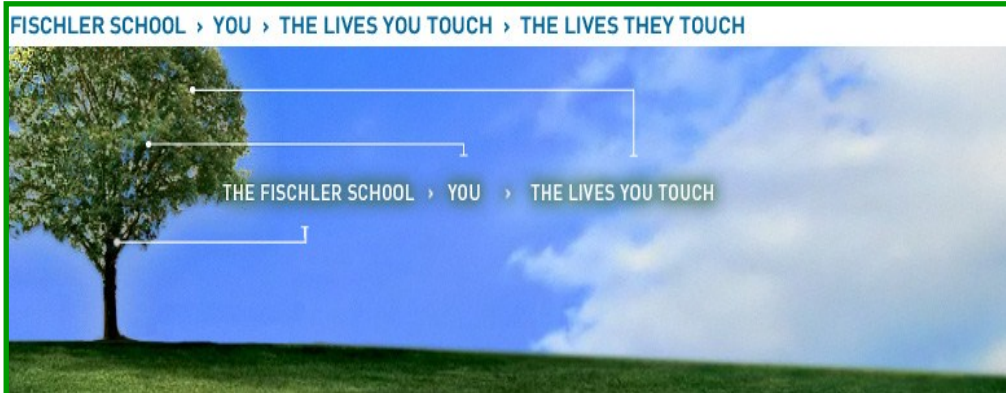 FISCHLER SCHOOL › YOU › THE LIVES YOU TOUCH › THE LIVES THEY TOUCH
THE FISCHLER SCHOOL › YOU › THE LIVES YOU TOUCH